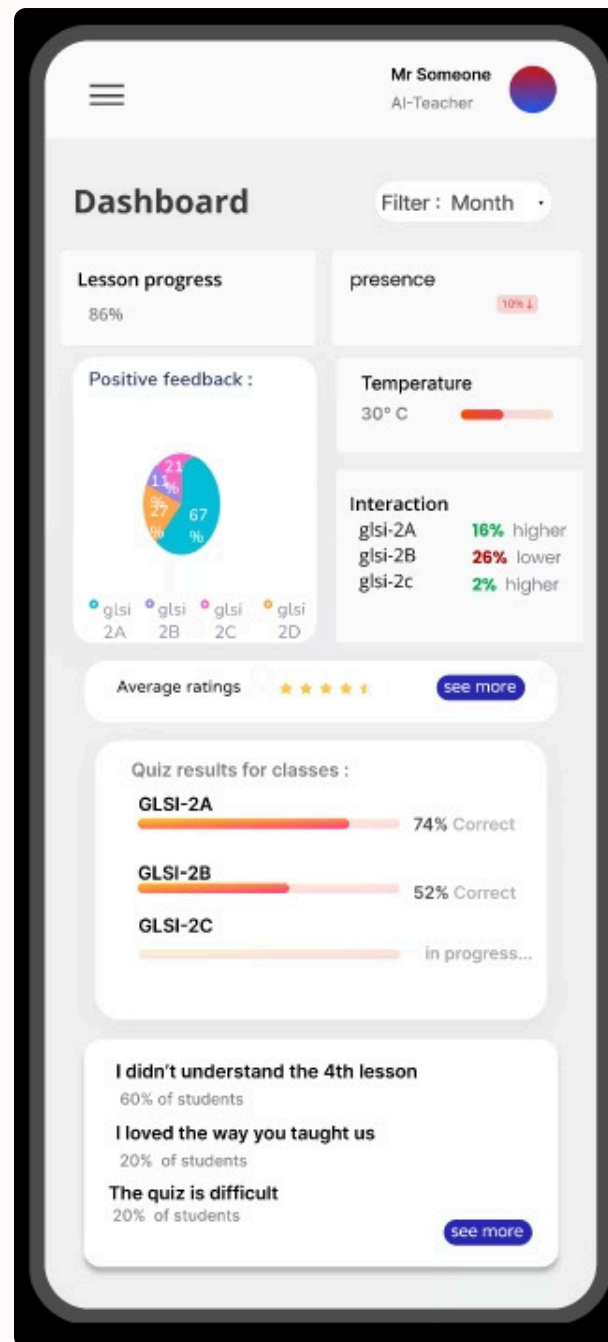 Mr Someone
AI-Teacher
Dashboard
Filter : Month
Lesson progress
86%
presence
10% ↓
Positive feedback :
21
%
11
%
27
%
67
%
glsi
2A
glsi
2B
glsi
2C
glsi
2D
Temperature
30° C
Interaction
glsi-2A 16% higher
glsi-2B 26% lower
glsi-2c 2% higher
Average ratings
see more
Quiz results for classes :
GLSI-2A
74% Correct
GLSI-2B
52% Correct
GLSI-2C
in progress...
I didn't understand the 4th lesson
60% of students
I loved the way you taught us
20% of students
The quiz is difficult
20% of students
see more